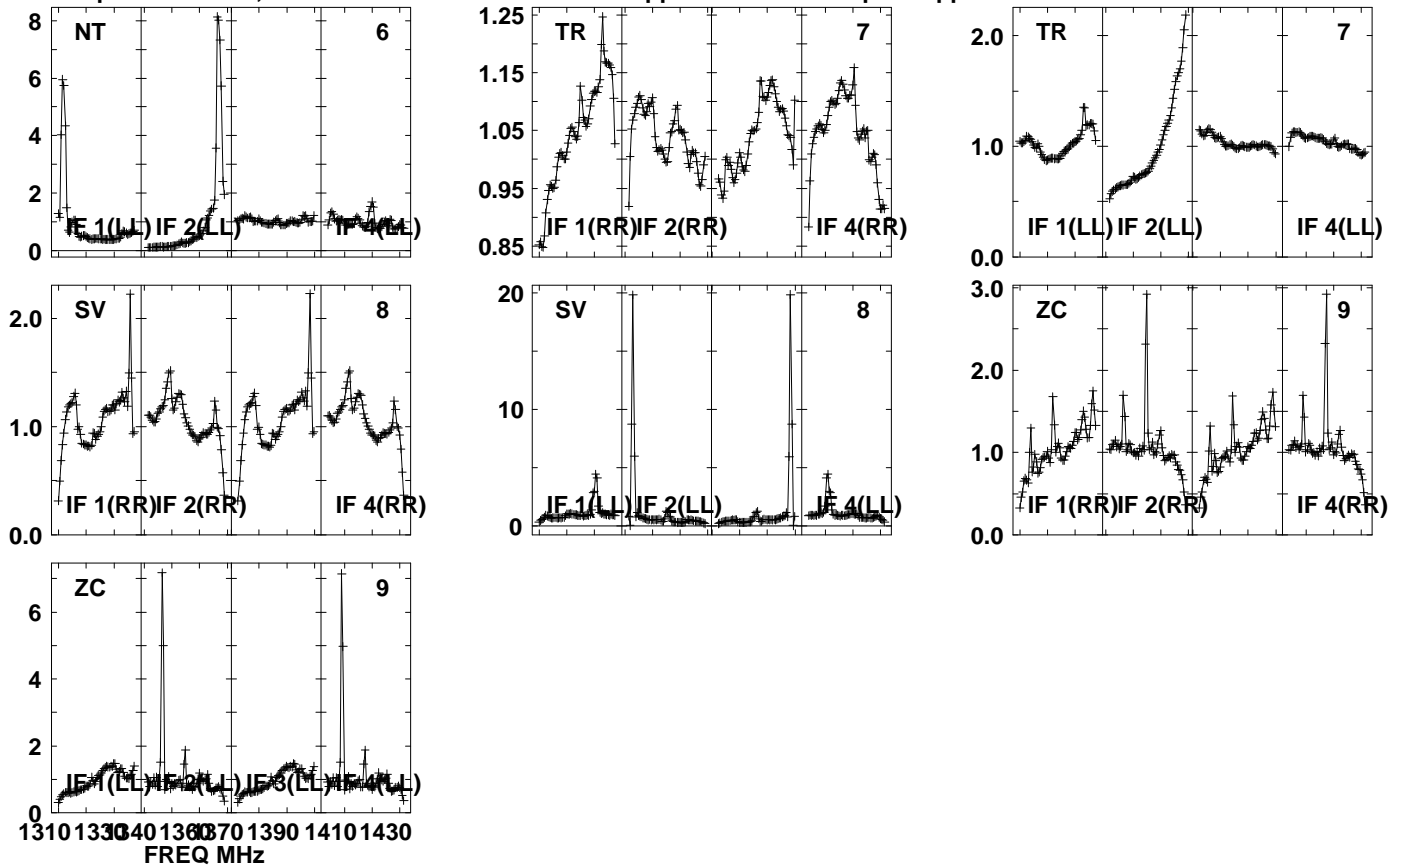 NT 6
8
6
4
2
0
IF 1(LL) IF 2(LL) IF 4(LL)
TR 7
1.25
1.15
1.05
0.95
0.85
IF 1(RR) IF 2(RR) IF 4(RR)
TR 7
2.0
1.0
0.0
IF 1(LL) IF 2(LL) IF 4(LL)
SV 8
2.0
1.0
0.0
IF 1(RR) IF 2(RR) IF 4(RR)
SV 8
20
10
0
IF 1(LL) IF 2(LL) IF 4(LL)
ZC 9
3.0
2.0
1.0
0.0
IF 1(RR) IF 2(RR) IF 4(RR)
ZC 9
6
4
2
0
IF 1(LL) IF 2(LL) IF 3(LL) IF 4(LL)
1310 1330 1340 1360 1370 1390 1410 1430
FREQ MHz